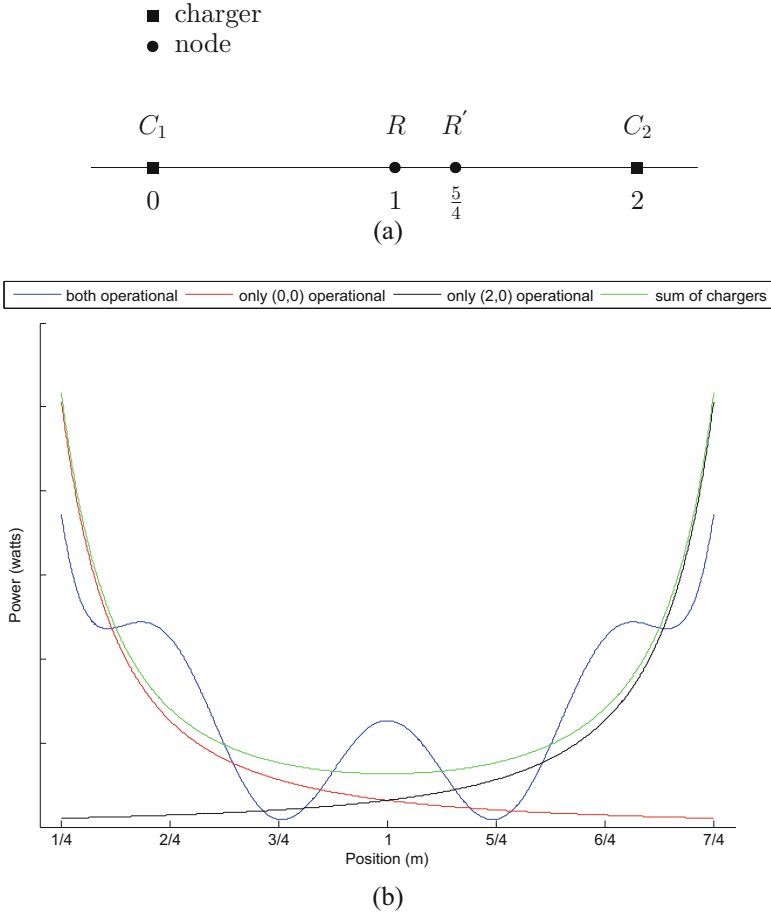 charger
node
C₁ R R′ C₂
0 1 5/4 2
(a)
both operational only (0,0) operational only (2,0) operational sum of chargers
Power (watts)
1/4 2/4 3/4 1 5/4 6/4 7/4
Position (m)
(b)